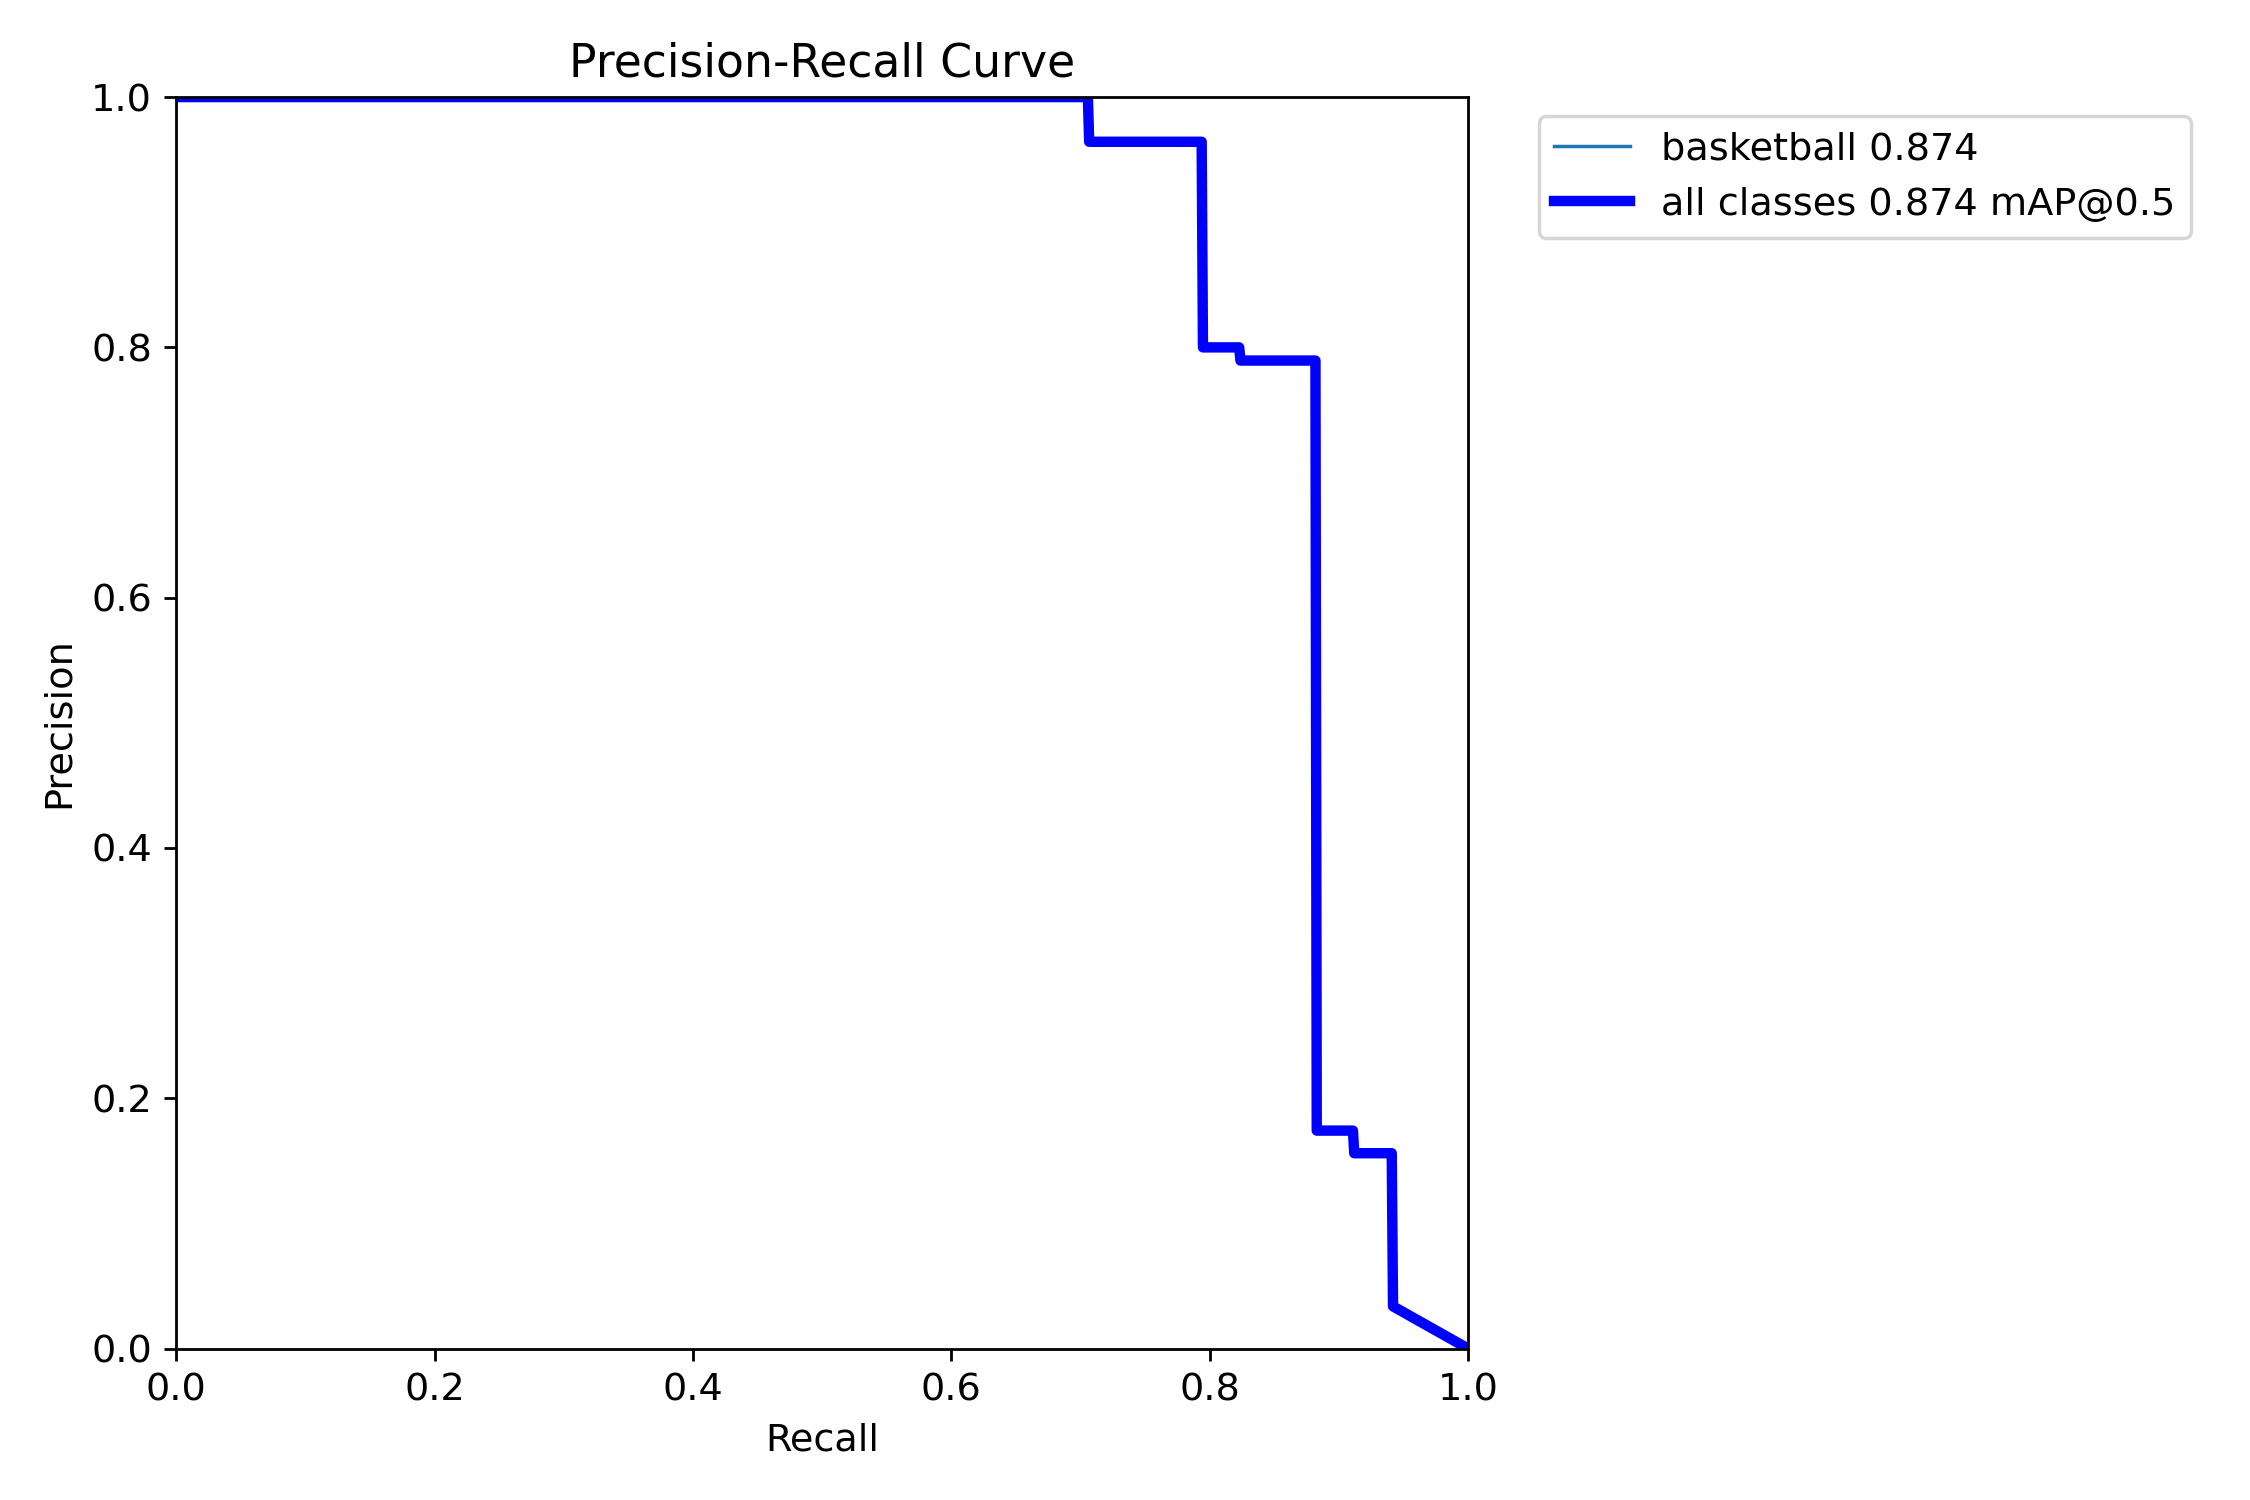 Precision-Recall Curve
1.0
0.8
0.6
0.4
0.2
0.0
Precision
0.0 0.2 0.4 0.6 0.8 1.0
Recall
basketball 0.874
all classes 0.874 mAP@0.5